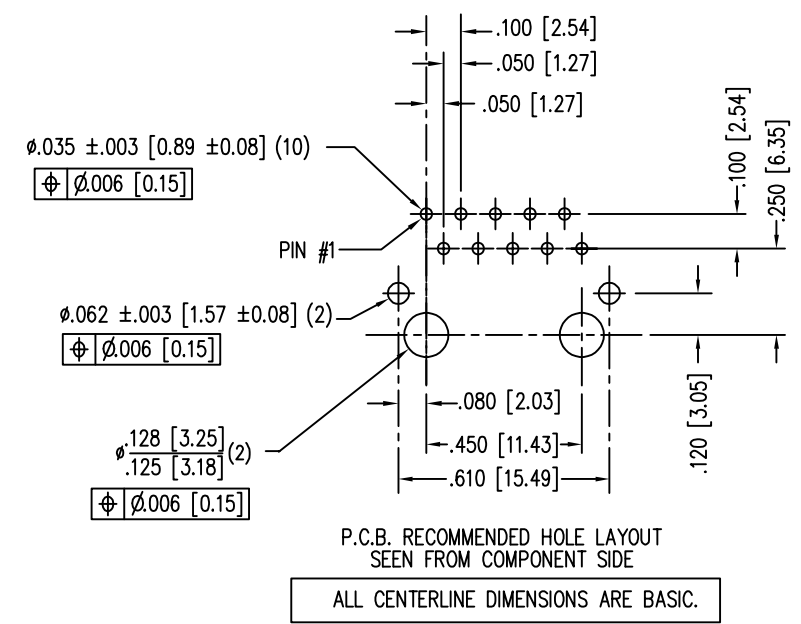 .100 [2.54]
.050 [1.27]
.050 [1.27]
.100 [2.54]
.250 [6.35]
ø.035 ±.003 [0.89 ±0.08] (10)
⌖ Ø.006 [0.15]
PIN #1
ø.062 ±.003 [1.57 ±0.08] (2)
⌖ Ø.006 [0.15]
.120 [3.05]
.080 [2.03]
ø.128 [3.25]
.125 [3.18] (2)
.450 [11.43]
.610 [15.49]
⌖ Ø.006 [0.15]
P.C.B. RECOMMENDED HOLE LAYOUT
SEEN FROM COMPONENT SIDE
ALL CENTERLINE DIMENSIONS ARE BASIC.